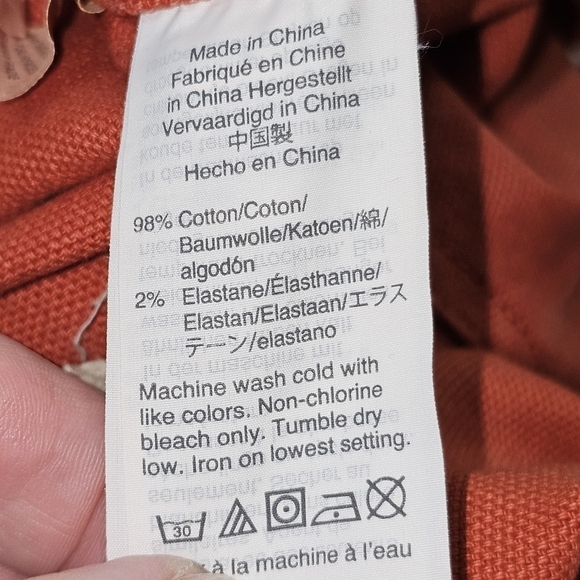 Made in China
Fabriqué en Chine
in China Hergestellt
Vervaardigd in China
中国製
Hecho en China
98% Cotton/Coton/
Baumwolle/Katoen/綿/
algodón
2% Elastane/Élasthanne/
Elastan/Elastaan/エラス
テーン/elastano
Machine wash cold with
like colors. Non-chlorine
bleach only. Tumble dry
low. Iron on lowest setting.
30
à la machine à l'eau